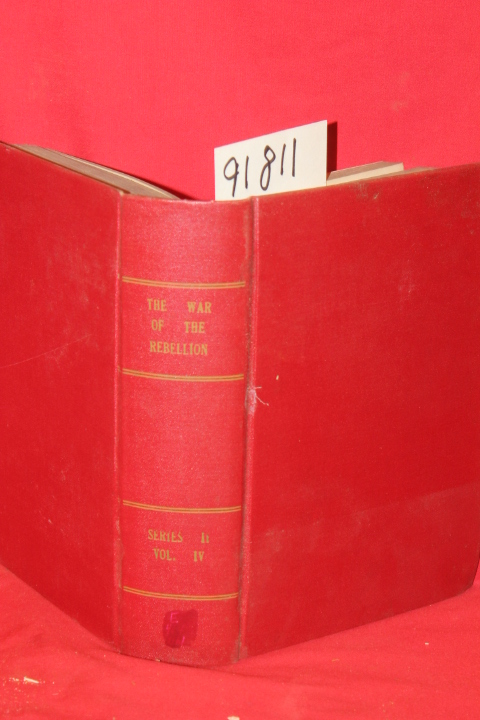 91811
THE WAR
OF THE
REBELLION
SERIES II
VOL. IV